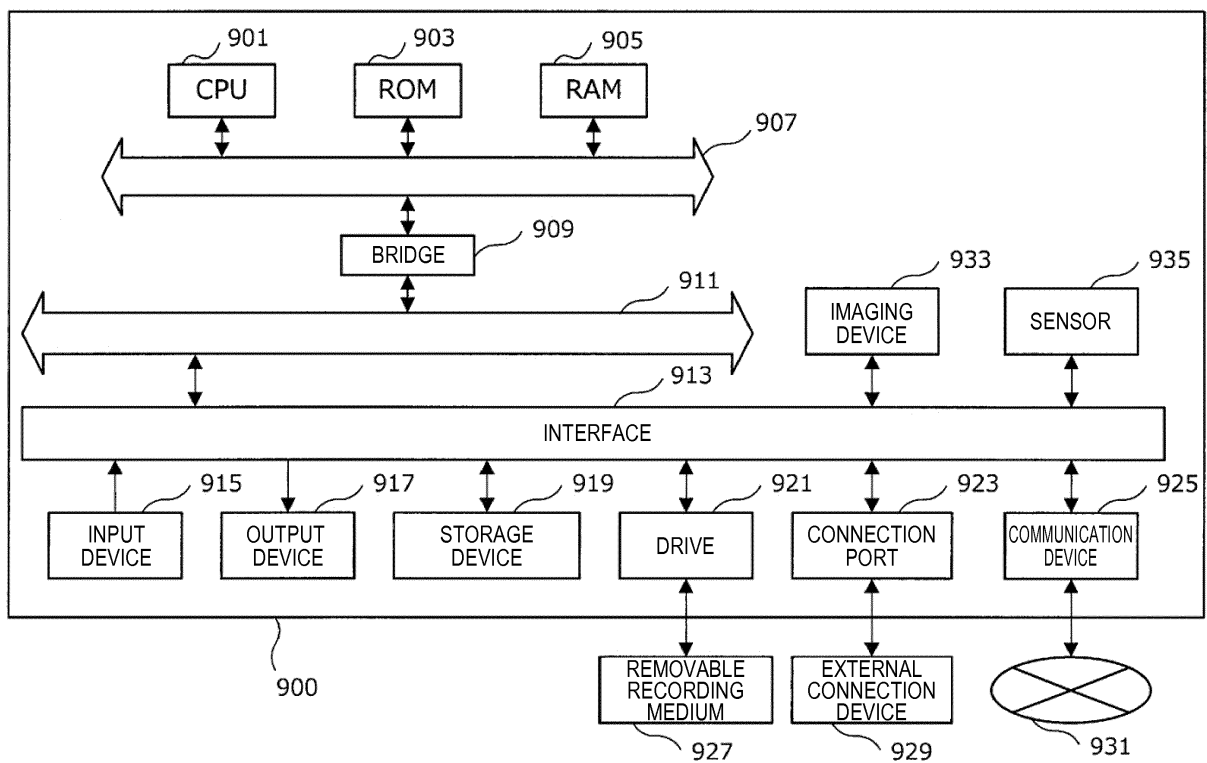 901
903
905
CPU
ROM
RAM
907
BRIDGE
909
911
933
935
IMAGING
DEVICE
SENSOR
913
INTERFACE
915
917
919
921
923
925
INPUT
DEVICE
OUTPUT
DEVICE
STORAGE
DEVICE
DRIVE
CONNECTION
PORT
COMMUNICATION
DEVICE
900
REMOVABLE
RECORDING
MEDIUM
EXTERNAL
CONNECTION
DEVICE
927
929
931